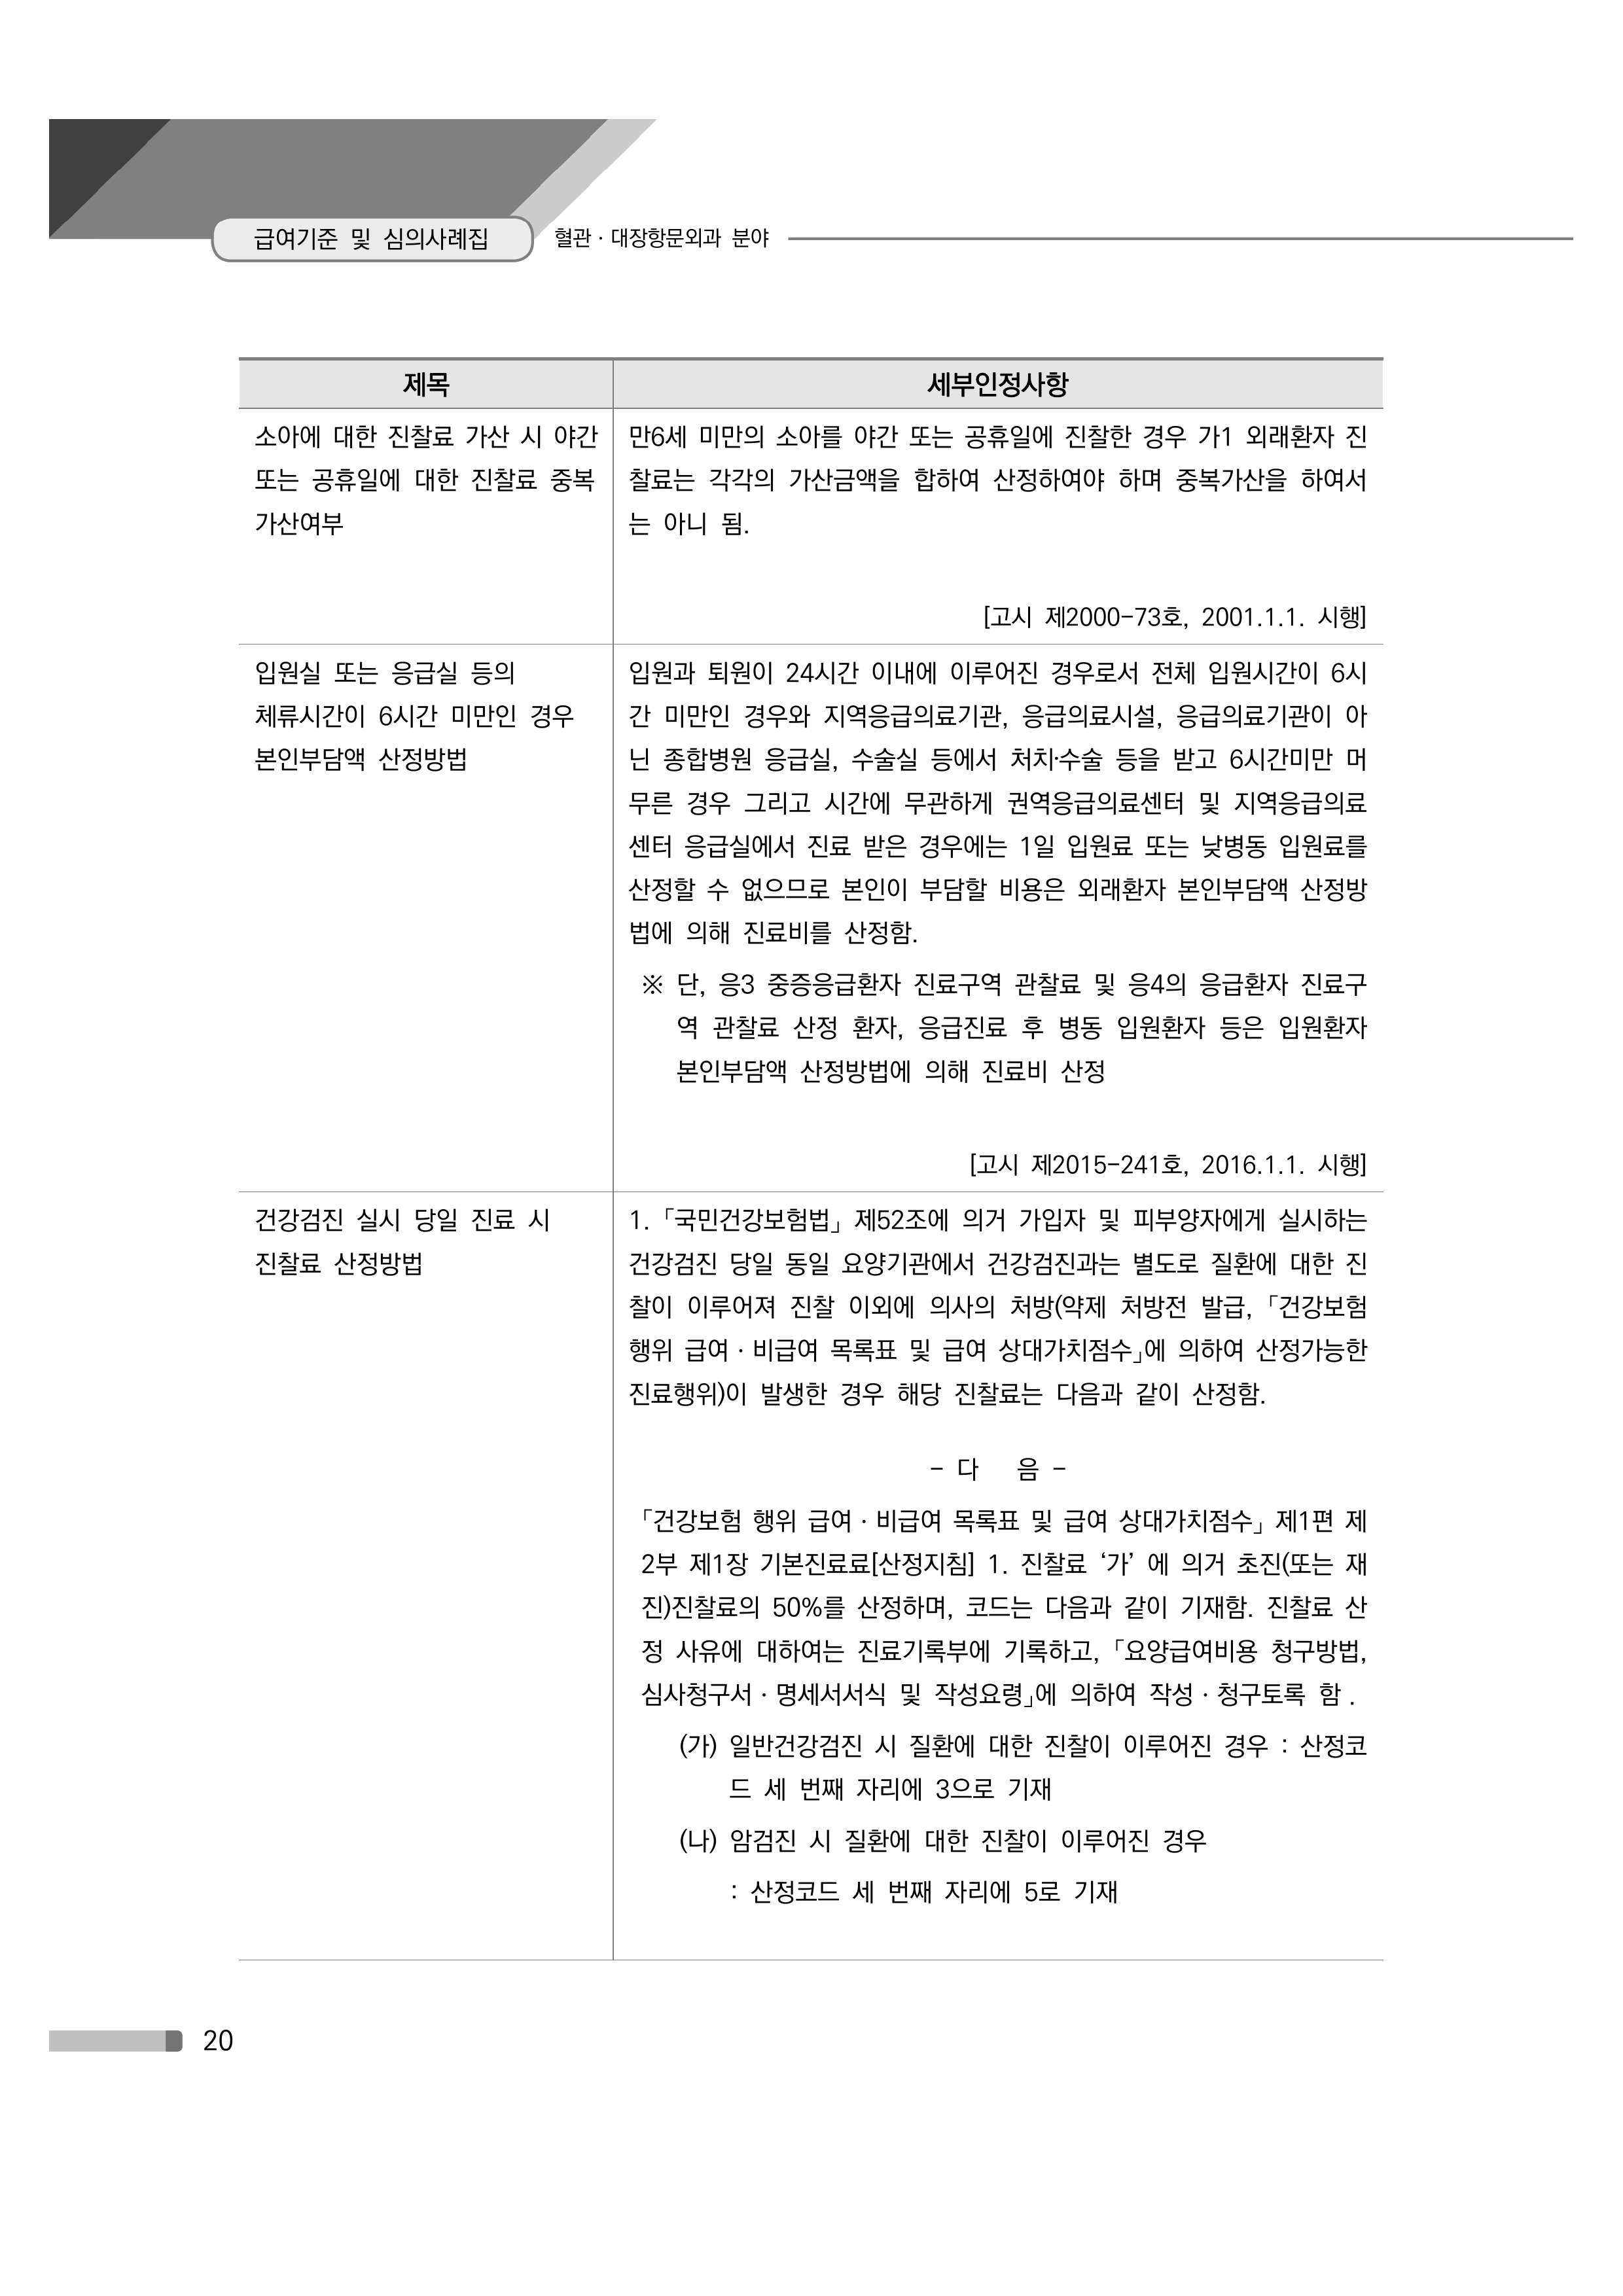 급여기준 및 심의사례집
혈관 · 대장항문외과 분야
제목
세부인정사항
소아에 대한 진찰료 가산 시 야간
또는 공휴일에 대한 진찰료 중복
가산여부
만6세 미만의 소아를 야간 또는 공휴일에 진찰한 경우 가1 외래환자 진
찰료는 각각의 가산금액을 합하여 산정하여야 하며 중복가산을 하여서
는 아니 됨.
[고시 제2000-73호, 2001.1.1. 시행]
입원실 또는 응급실 등의
체류시간이 6시간 미만인 경우
본인부담액 산정방법
입원과 퇴원이 24시간 이내에 이루어진 경우로서 전체 입원시간이 6시
간 미만인 경우와 지역응급의료기관, 응급의료시설, 응급의료기관이 아
닌 종합병원 응급실, 수술실 등에서 처치·수술 등을 받고 6시간미만 머
무른 경우 그리고 시간에 무관하게 권역응급의료센터 및 지역응급의료
센터 응급실에서 진료 받은 경우에는 1일 입원료 또는 낮병동 입원료를
산정할 수 없으므로 본인이 부담할 비용은 외래환자 본인부담액 산정방
법에 의해 진료비를 산정함.
※ 단, 응3 중증응급환자 진료구역 관찰료 및 응4의 응급환자 진료구
역 관찰료 산정 환자, 응급진료 후 병동 입원환자 등은 입원환자
본인부담액 산정방법에 의해 진료비 산정
[고시 제2015-241호, 2016.1.1. 시행]
건강검진 실시 당일 진료 시
진찰료 산정방법
1. 「국민건강보험법」 제52조에 의거 가입자 및 피부양자에게 실시하는
건강검진 당일 동일 요양기관에서 건강검진과는 별도로 질환에 대한 진
찰이 이루어져 진찰 이외에 의사의 처방(약제 처방전 발급, 「건강보험
행위 급여 · 비급여 목록표 및 급여 상대가치점수」에 의하여 산정가능한
진료행위)이 발생한 경우 해당 진찰료는 다음과 같이 산정함.
- 다 음 -
「건강보험 행위 급여 · 비급여 목록표 및 급여 상대가치점수」 제1편 제
2부 제1장 기본진료료[산정지침] 1. 진찰료 ‘가’ 에 의거 초진(또는 재
진)진찰료의 50%를 산정하며, 코드는 다음과 같이 기재함. 진찰료 산
정 사유에 대하여는 진료기록부에 기록하고, 「요양급여비용 청구방법,
심사청구서 · 명세서서식 및 작성요령」에 의하여 작성 · 청구토록 함 .
(가) 일반건강검진 시 질환에 대한 진찰이 이루어진 경우 : 산정코
드 세 번째 자리에 3으로 기재
(나) 암검진 시 질환에 대한 진찰이 이루어진 경우
: 산정코드 세 번째 자리에 5로 기재
20